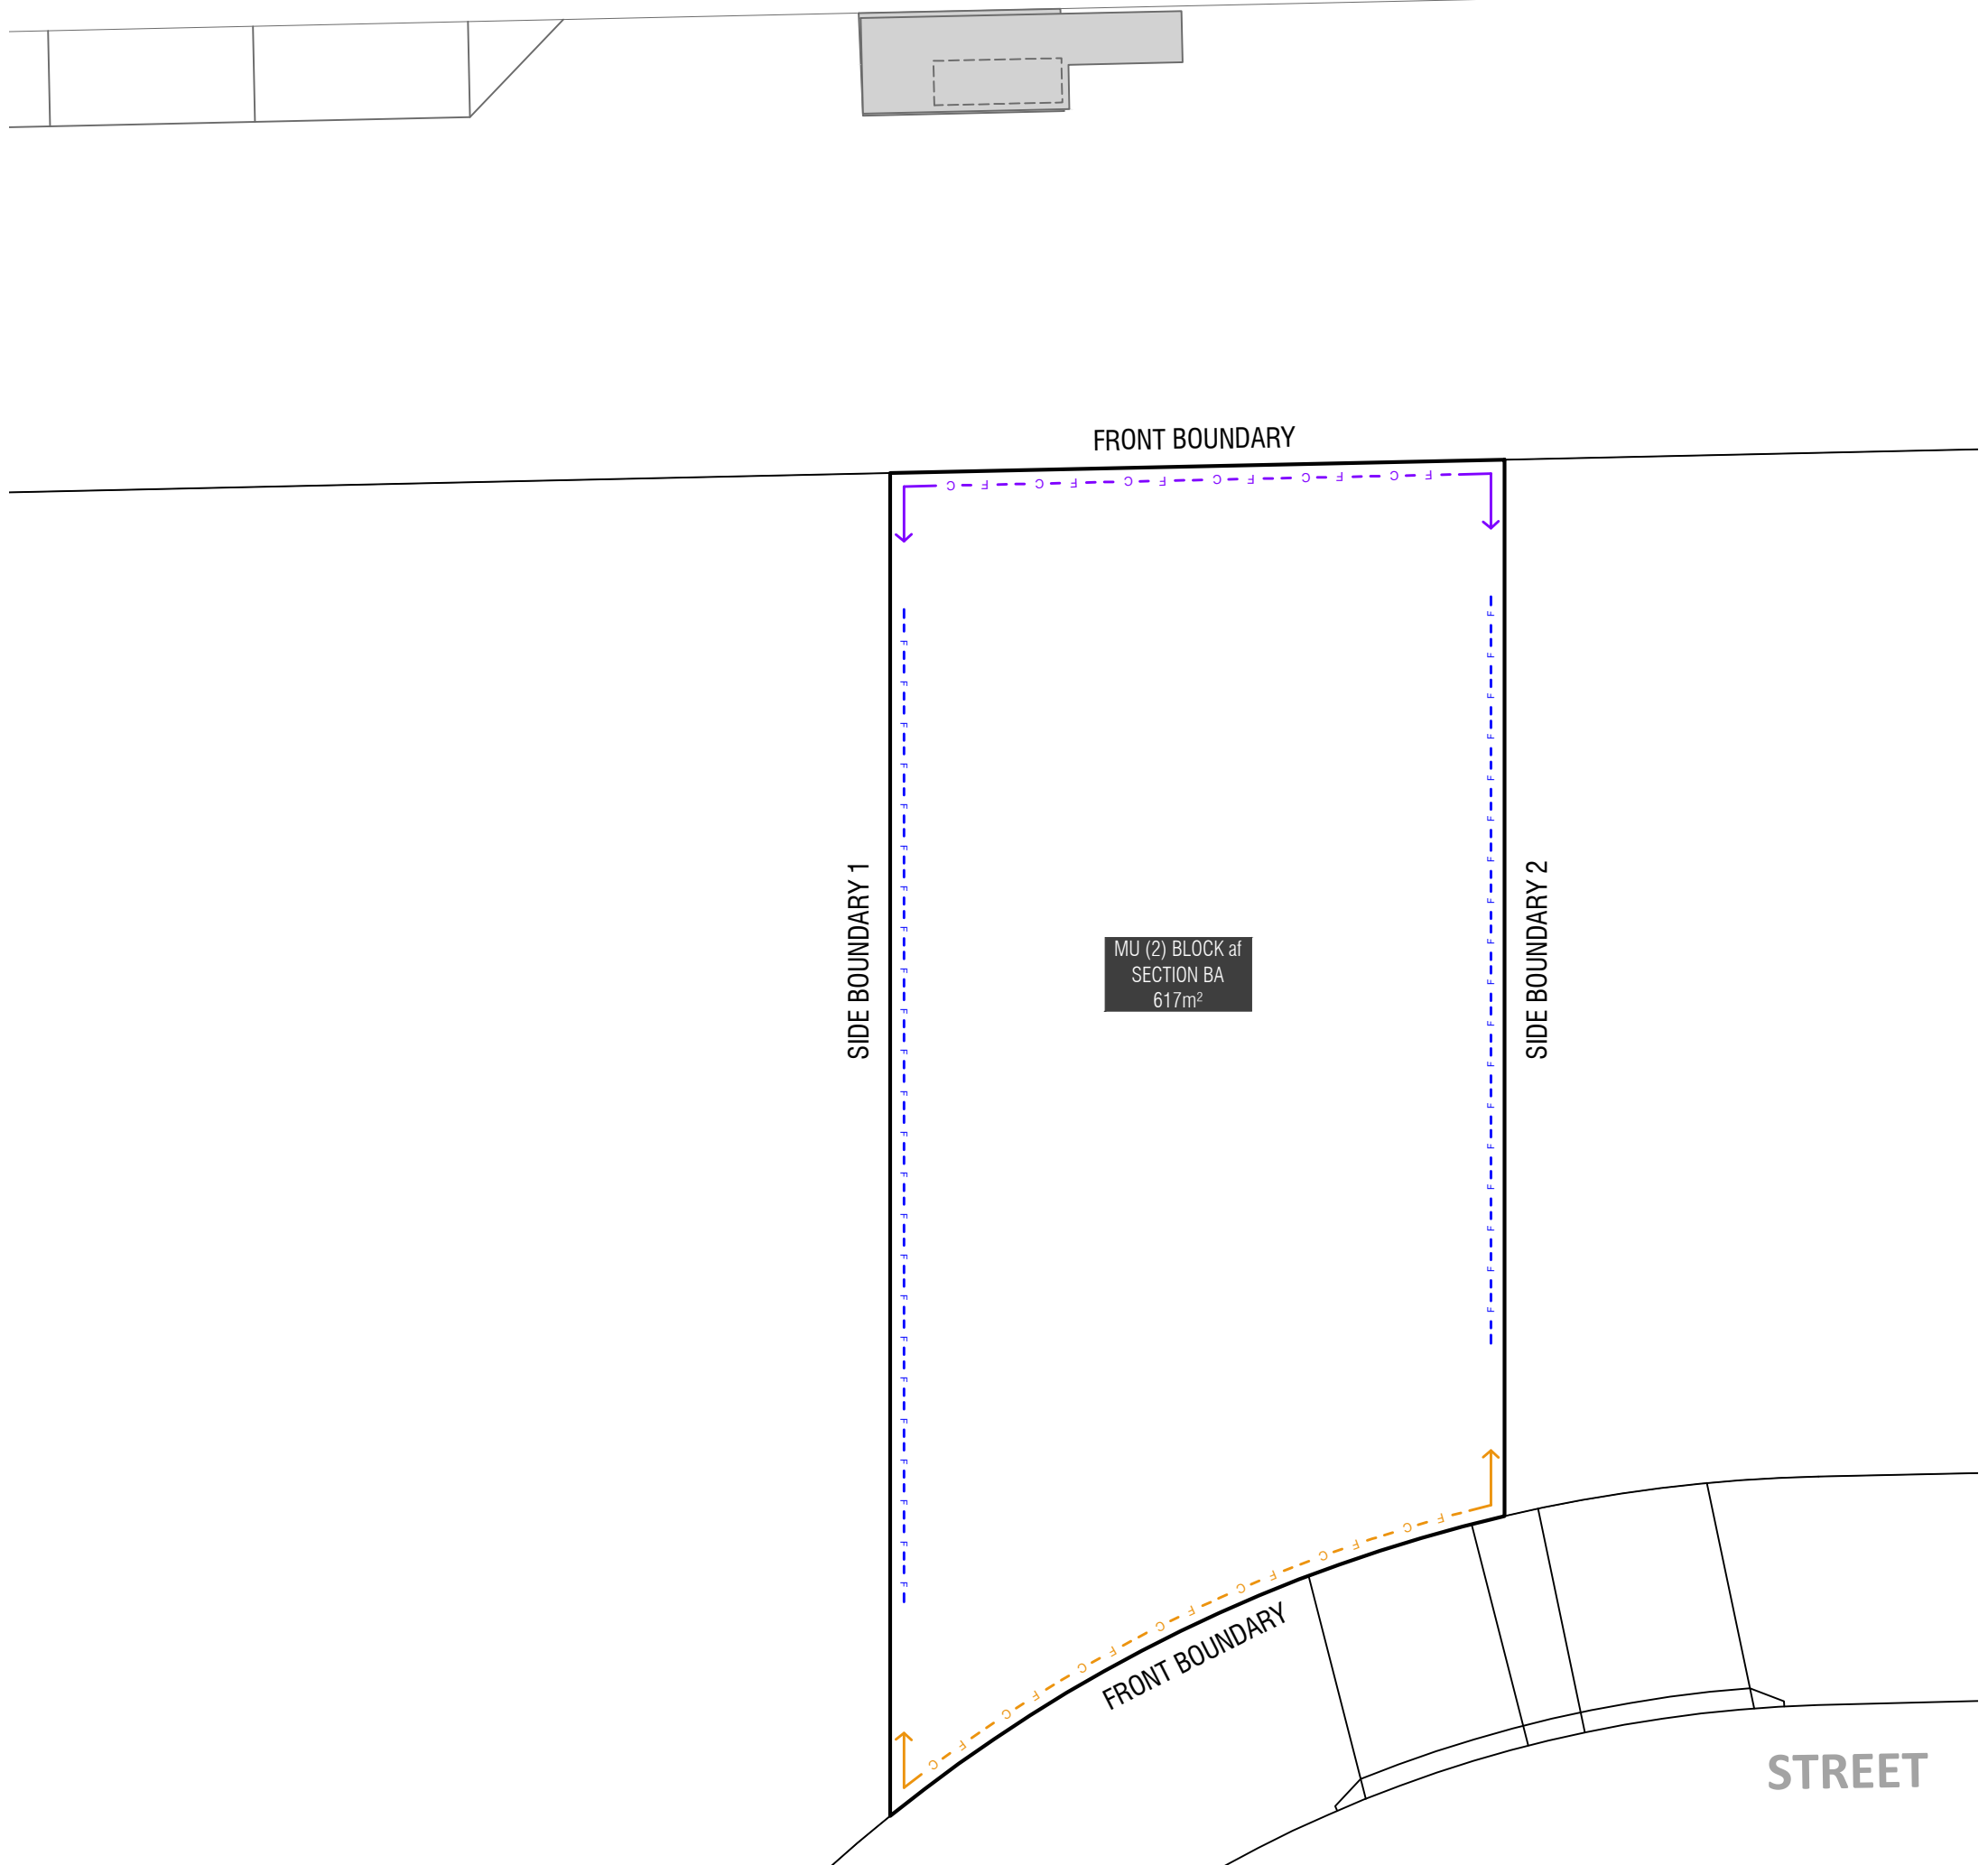 FRONT BOUNDARY
C F C F C F C F C F C F
SIDE BOUNDARY 1
F F F F F F F F F F F F F F F F F F F F F F F F
MU (2) BLOCK af
SECTION BA
617m²
F F F F F F F F F F F F F F F F F F
SIDE BOUNDARY 2
C F C F C F C F C F C F C F
FRONT BOUNDARY
STREET